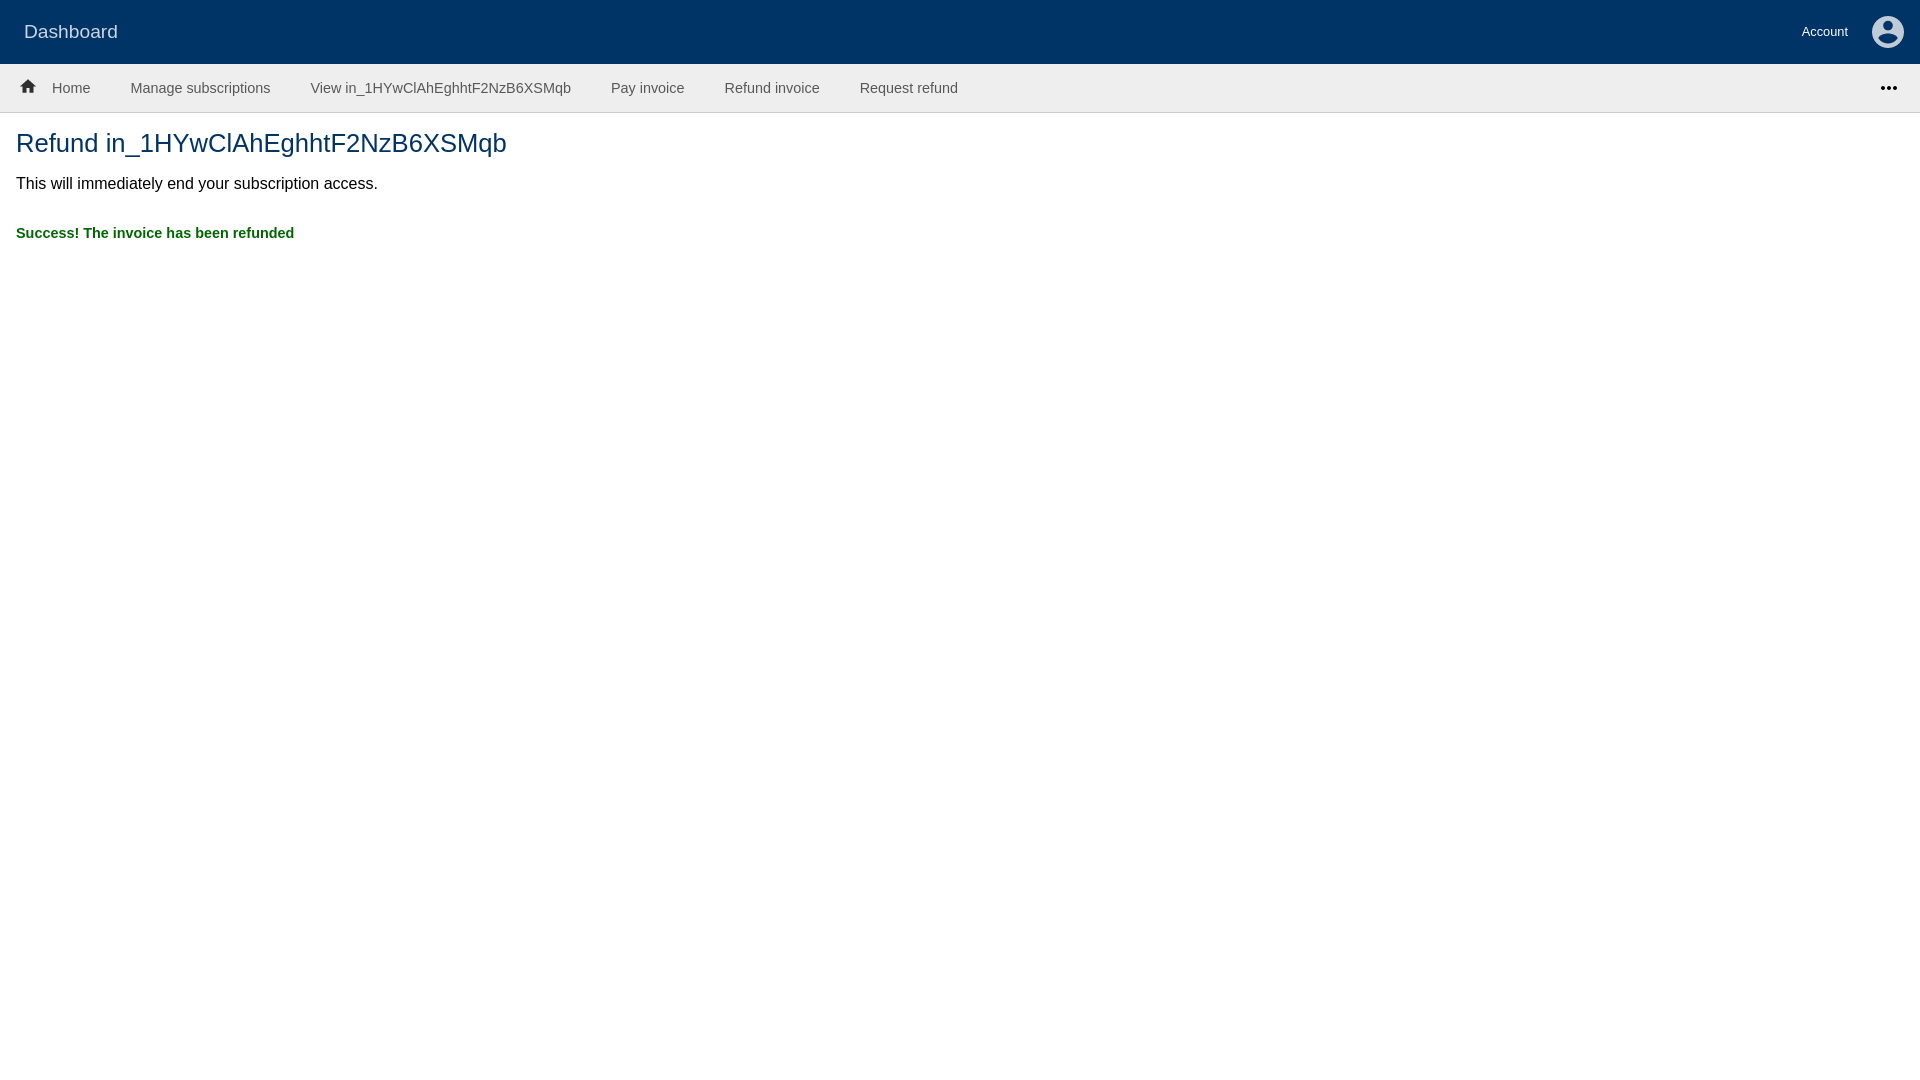 Dashboard
Account
Home
Manage subscriptions
View in_1HYwClAhEghhtF2NzB6XSMqb
Pay invoice
Refund invoice
Request refund
Refund in_1HYwClAhEghhtF2NzB6XSMqb
This will immediately end your subscription access.
Success! The invoice has been refunded